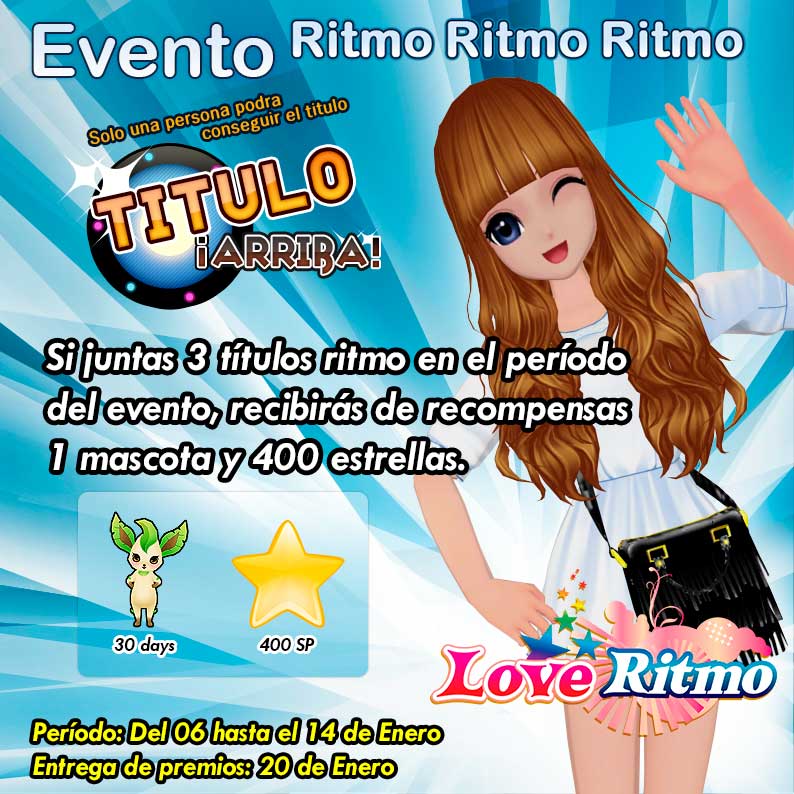 Evento Ritmo Ritmo Ritmo
Solo una persona podra
conseguir el titulo
TITULO
¡ARRIBA!
Si juntas 3 títulos ritmo en el período
del evento, recibirás de recompensas
1 mascota y 400 estrellas.
30 days
400 SP
Love Ritmo
Período: Del 06 hasta el 14 de Enero
Entrega de premios: 20 de Enero